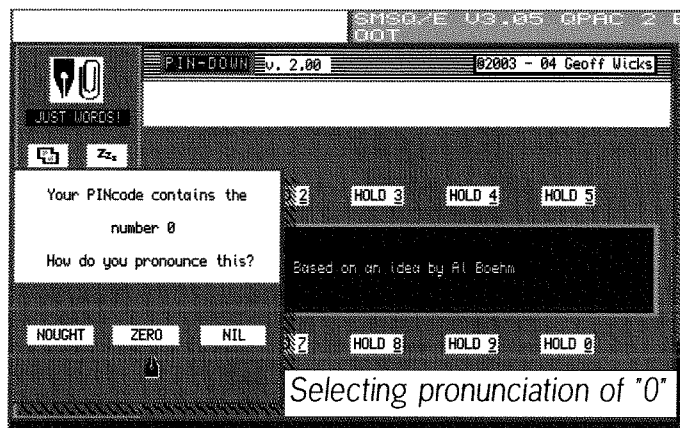 SMSQ/E V3.05 QPAC 2
QOT
PIN-DOWN v. 2.00 ©2003 - 04 Geoff Wicks
JUST WORDS!
Zzz
Your PINcode contains the
number 0
How do you pronounce this?
2 HOLD 3 HOLD 4 HOLD 5
Based on an idea by Al Boehm
NOUGHT ZERO NIL
7 HOLD 8 HOLD 9 HOLD 0
Selecting pronunciation of "0"